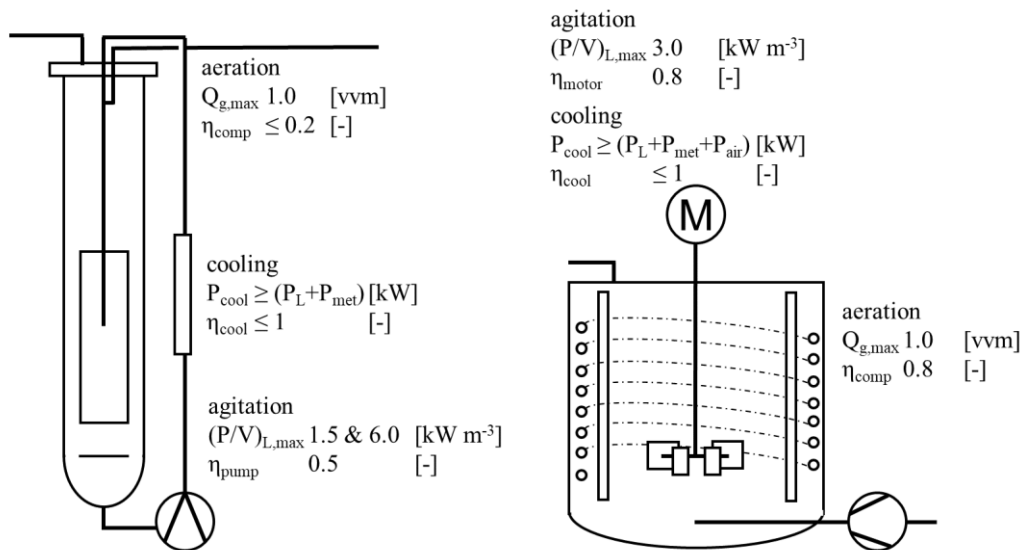 aeration
Q_g,max 1.0 [vvm]
η_comp ≤ 0.2 [-]
cooling
P_cool ≥ (P_L+P_met) [kW]
η_cool ≤ 1 [-]
agitation
(P/V)_L,max 1.5 & 6.0 [kW m⁻³]
η_pump 0.5 [-]
agitation
(P/V)_L,max 3.0 [kW m⁻³]
η_motor 0.8 [-]
cooling
P_cool ≥ (P_L+P_met+P_air) [kW]
η_cool ≤ 1 [-]
M
aeration
Q_g,max 1.0 [vvm]
η_comp 0.8 [-]